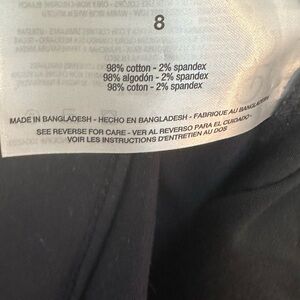 8
98% cotton - 2% spandex
98% algodón - 2% spandex
98% coton - 2% spandex
MADE IN BANGLADESH - HECHO EN BANGLADESH - FABRIQUE AU BANGLADESH
SEE REVERSE FOR CARE - VER AL REVERSO PARA EL CUIDADO -
VOIR LES INSTRUCTIONS D'ENTRETIEN AU DOS